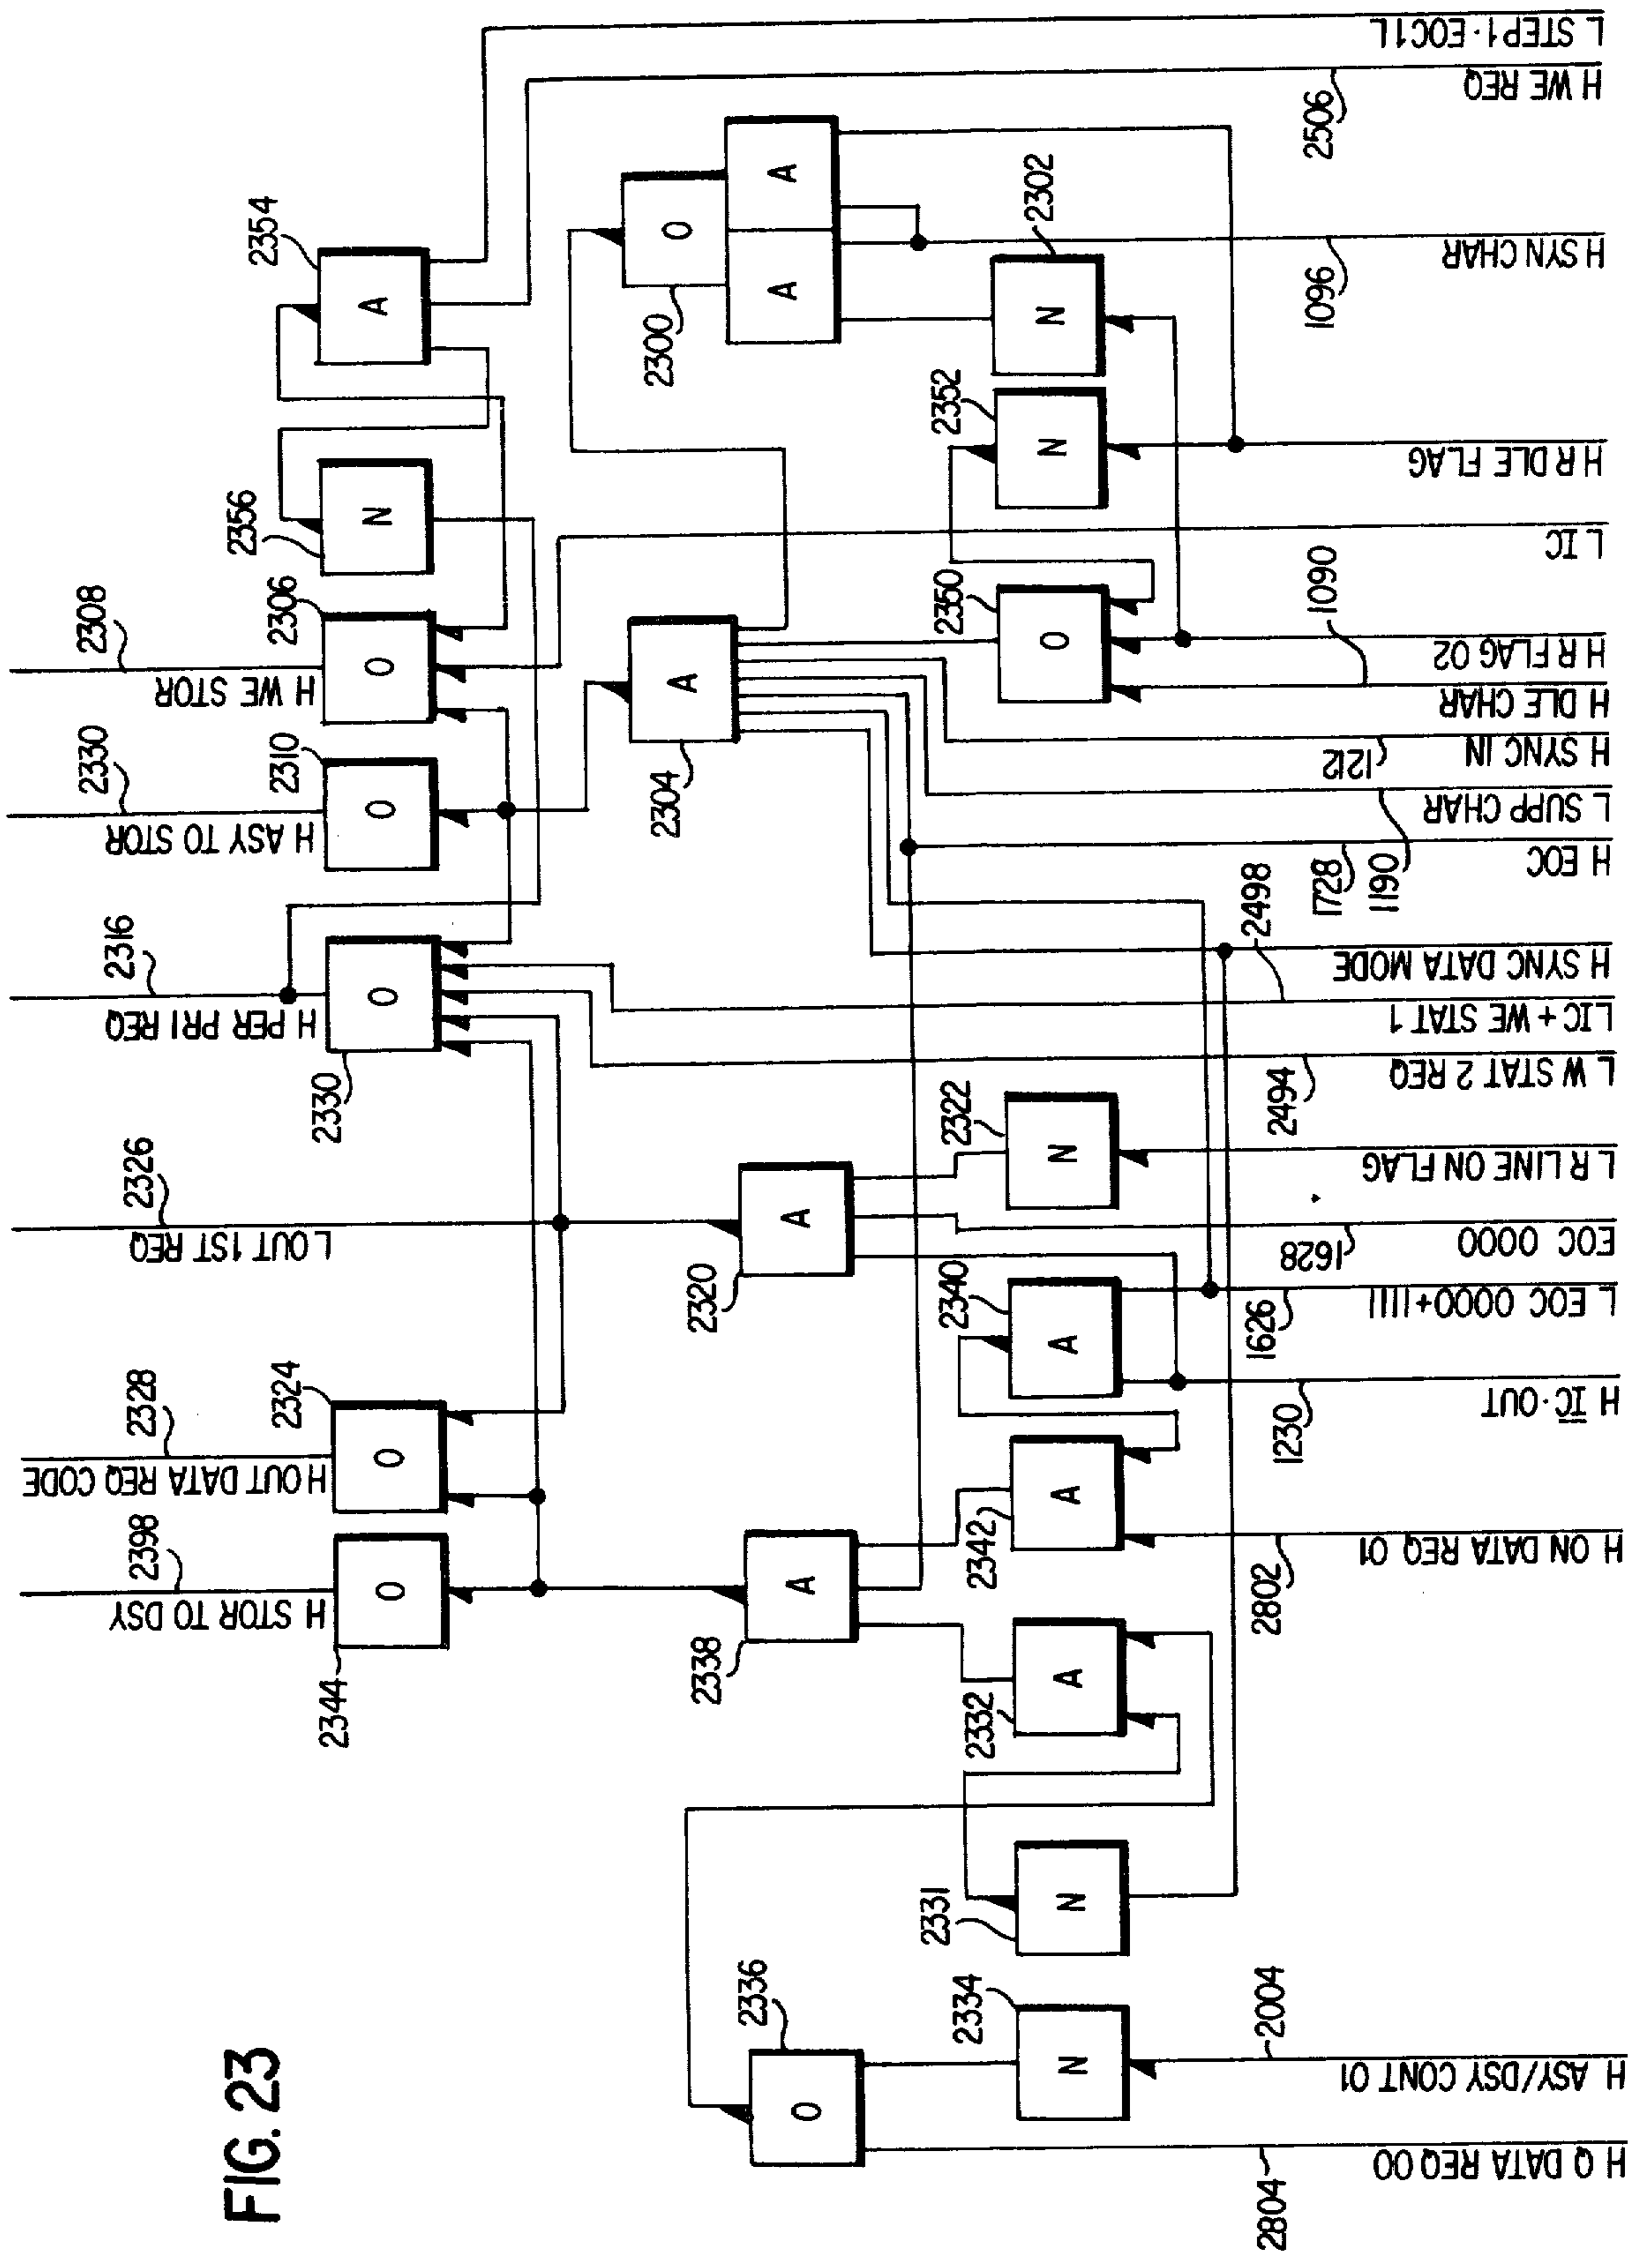 FIG. 23
H STOR TO DSY
2398
2344
O
H OUT DATA REQ CODE
2328
2324
O
L OUT 1ST REQ
2326
H PER PRI REQ
2316
2330
O
H ASY TO STOR
2330
2310
O
H WE STOR
2308
2306
O
2356
N
2354
A
2336
O
2338
A
2320
A
2304
A
2300
O
A
A
2334
N
2331
N
2332
A
2342
A
2340
A
2322
N
2350
O
2352
N
2302
N
H Q DATA REQ 00
2804
H ASY/DSY CONT 01
2004
H ON DATA REQ 01
2802
H I̅C̅·OUT
1230
L EOC 0000+1111
1626
EOC 0000
1628
L R LINE ON FLAG
L W STAT 2 REQ
2494
LIC + WE STAT 1
2498
H SYNC DATA MODE
H EOC
1728
L SUPP CHAR
1190
H SYNC IN
1212
H DLE CHAR
1090
H R FLAG 02
L IC
H R DLE FLAG
H SYN CHAR
1096
H WE REQ
2506
L STEP1·EOC1L